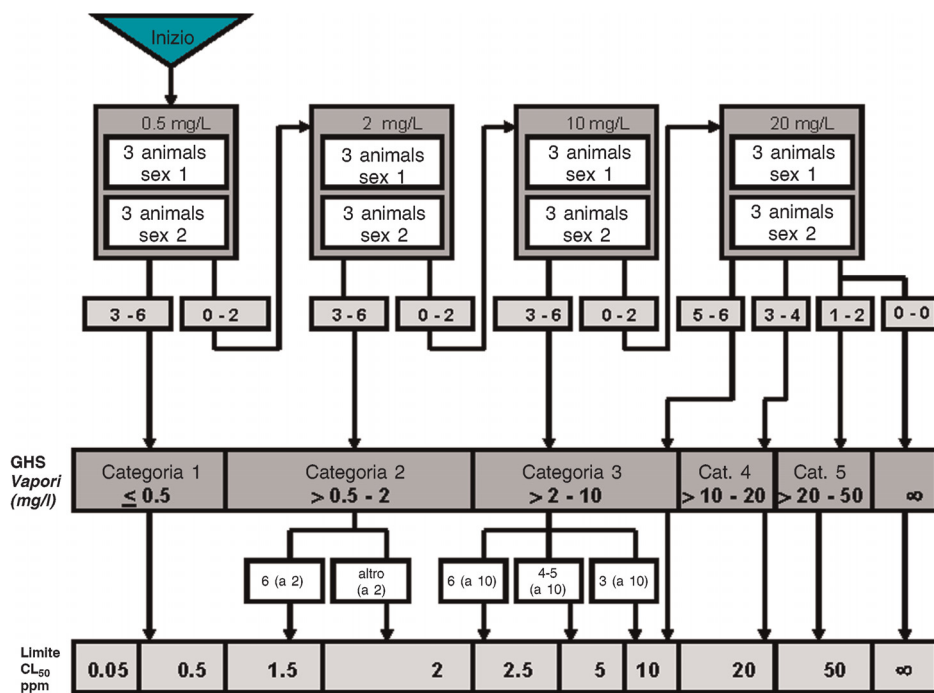 Inizio
0.5 mg/L
3 animals
sex 1
3 animals
sex 2
2 mg/L
3 animals
sex 1
3 animals
sex 2
10 mg/L
3 animals
sex 1
3 animals
sex 2
20 mg/L
3 animals
sex 1
3 animals
sex 2
3 - 6
0 - 2
3 - 6
0 - 2
3 - 6
0 - 2
5 - 6
3 - 4
1 - 2
0 - 0
GHS
Vapori
(mg/l)
Categoria 1
≤ 0.5
Categoria 2
> 0.5 - 2
Categoria 3
> 2 - 10
Cat. 4
> 10 - 20
Cat. 5
> 20 - 50
∞
6 (a 2)
altro
(a 2)
6 (a 10)
4-5
(a 10)
3 (a 10)
Limite
CL50
ppm
0.05
0.5
1.5
2
2.5
5
10
20
50
∞